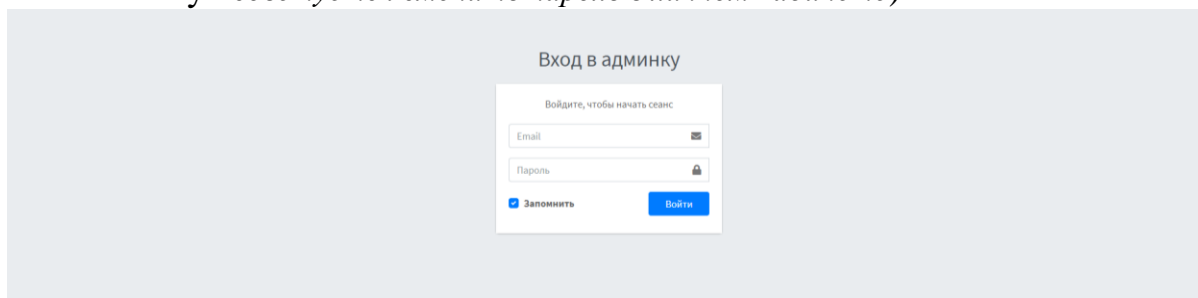 Вход в админку
Войдите, чтобы начать сеанс
Email
Пароль
Запомнить
Войти